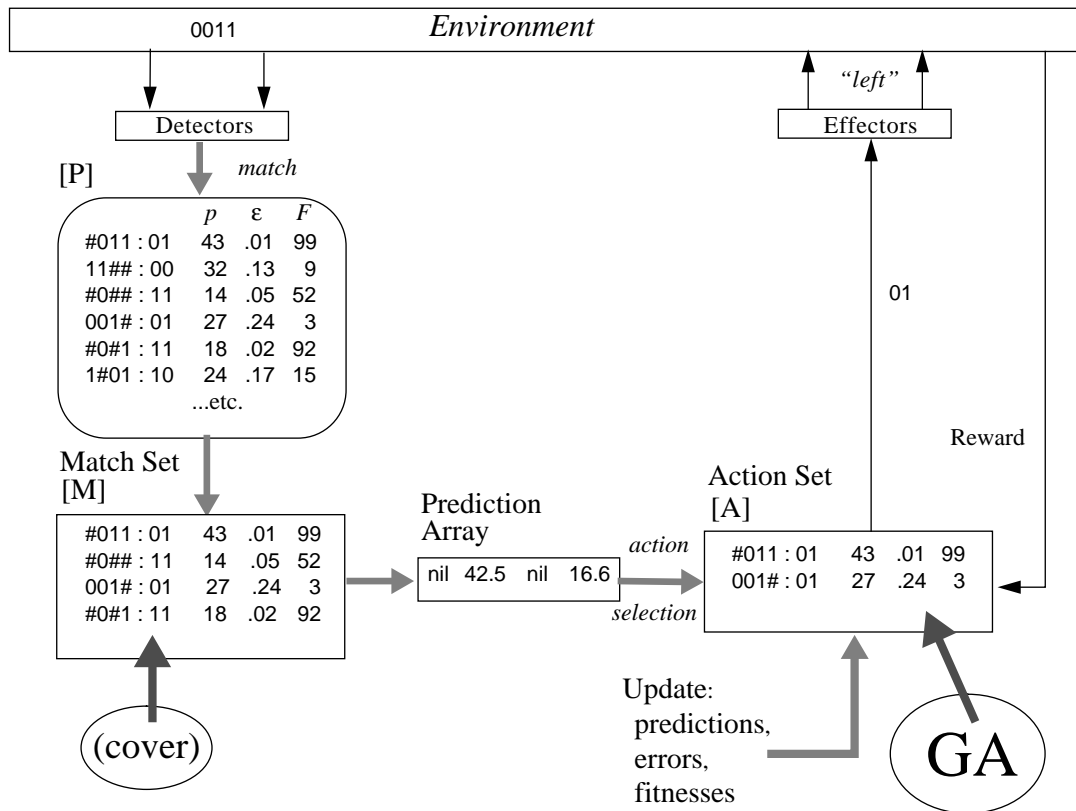 0011
Environment
“left”
Detectors
Effectors
match
[P]
p ε F
#011 : 01 43 .01 99
11## : 00 32 .13 9
#0## : 11 14 .05 52
001# : 01 27 .24 3
#0#1 : 11 18 .02 92
1#01 : 10 24 .17 15
...etc.
01
Reward
Match Set
[M]
#011 : 01 43 .01 99
#0## : 11 14 .05 52
001# : 01 27 .24 3
#0#1 : 11 18 .02 92
Prediction
Array
nil 42.5 nil 16.6
action
selection
Action Set
[A]
#011 : 01 43 .01 99
001# : 01 27 .24 3
(cover)
Update:
predictions,
errors,
fitnesses
GA